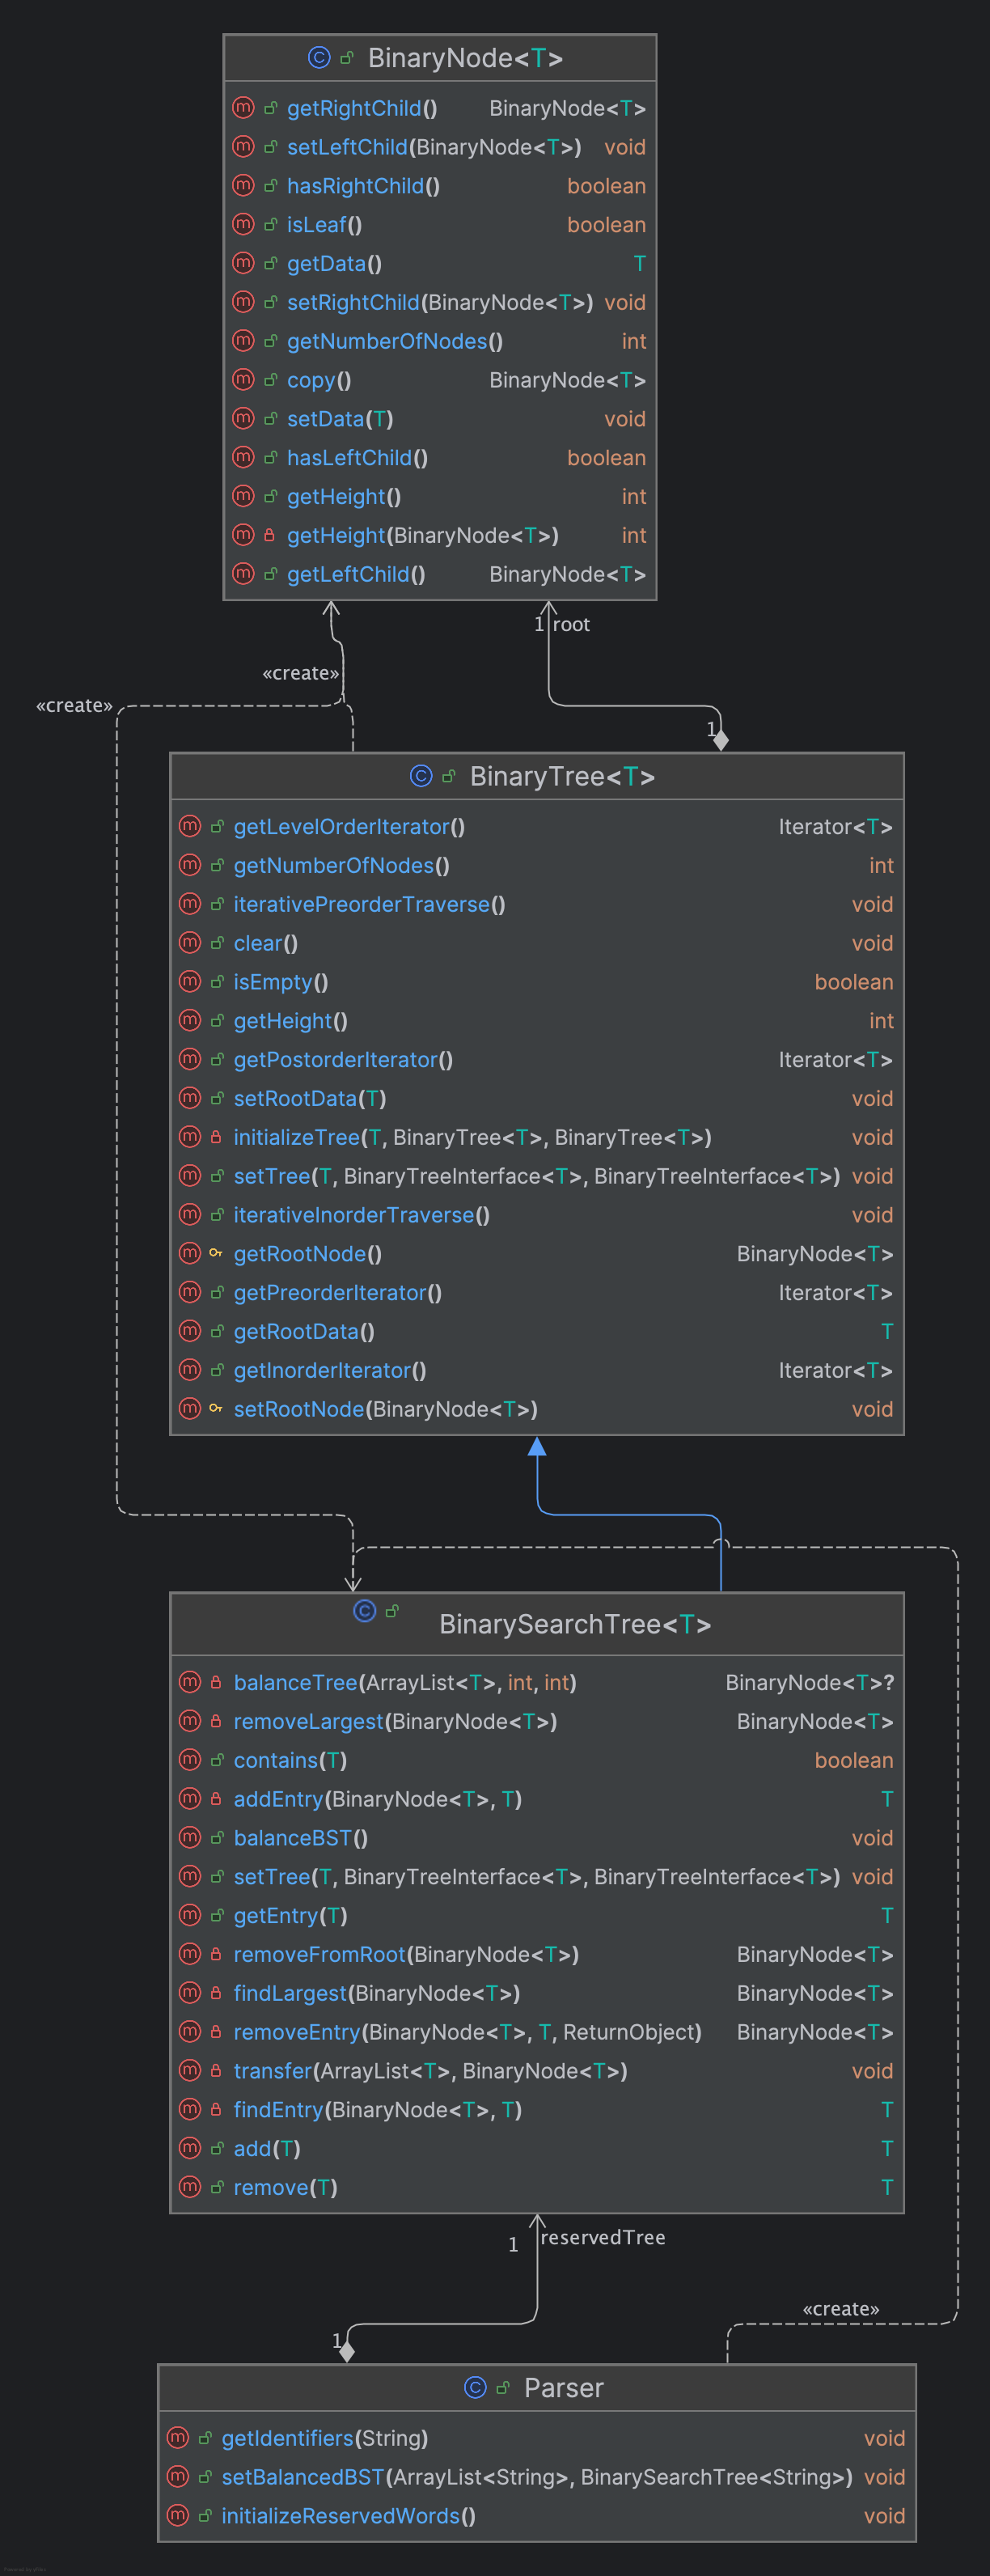 BinaryNode<T>
getRightChild() BinaryNode<T>
setLeftChild(BinaryNode<T>) void
hasRightChild() boolean
isLeaf() boolean
getData() T
setRightChild(BinaryNode<T>) void
getNumberOfNodes() int
copy() BinaryNode<T>
setData(T) void
hasLeftChild() boolean
getHeight() int
getHeight(BinaryNode<T>) int
getLeftChild() BinaryNode<T>
1 root
«create»
«create»
1
BinaryTree<T>
getLevelOrderIterator() Iterator<T>
getNumberOfNodes() int
iterativePreorderTraverse() void
clear() void
isEmpty() boolean
getHeight() int
getPostorderIterator() Iterator<T>
setRootData(T) void
initializeTree(T, BinaryTree<T>, BinaryTree<T>) void
setTree(T, BinaryTreeInterface<T>, BinaryTreeInterface<T>) void
iterativeInorderTraverse() void
getRootNode() BinaryNode<T>
getPreorderIterator() Iterator<T>
getRootData() T
getInorderIterator() Iterator<T>
setRootNode(BinaryNode<T>) void
BinarySearchTree<T>
balanceTree(ArrayList<T>, int, int) BinaryNode<T>?
removeLargest(BinaryNode<T>) BinaryNode<T>
contains(T) boolean
addEntry(BinaryNode<T>, T) T
balanceBST() void
setTree(T, BinaryTreeInterface<T>, BinaryTreeInterface<T>) void
getEntry(T) T
removeFromRoot(BinaryNode<T>) BinaryNode<T>
findLargest(BinaryNode<T>) BinaryNode<T>
removeEntry(BinaryNode<T>, T, ReturnObject) BinaryNode<T>
transfer(ArrayList<T>, BinaryNode<T>) void
findEntry(BinaryNode<T>, T) T
add(T) T
remove(T) T
1 reservedTree
«create»
1
Parser
getIdentifiers(String) void
setBalancedBST(ArrayList<String>, BinarySearchTree<String>) void
initializeReservedWords() void